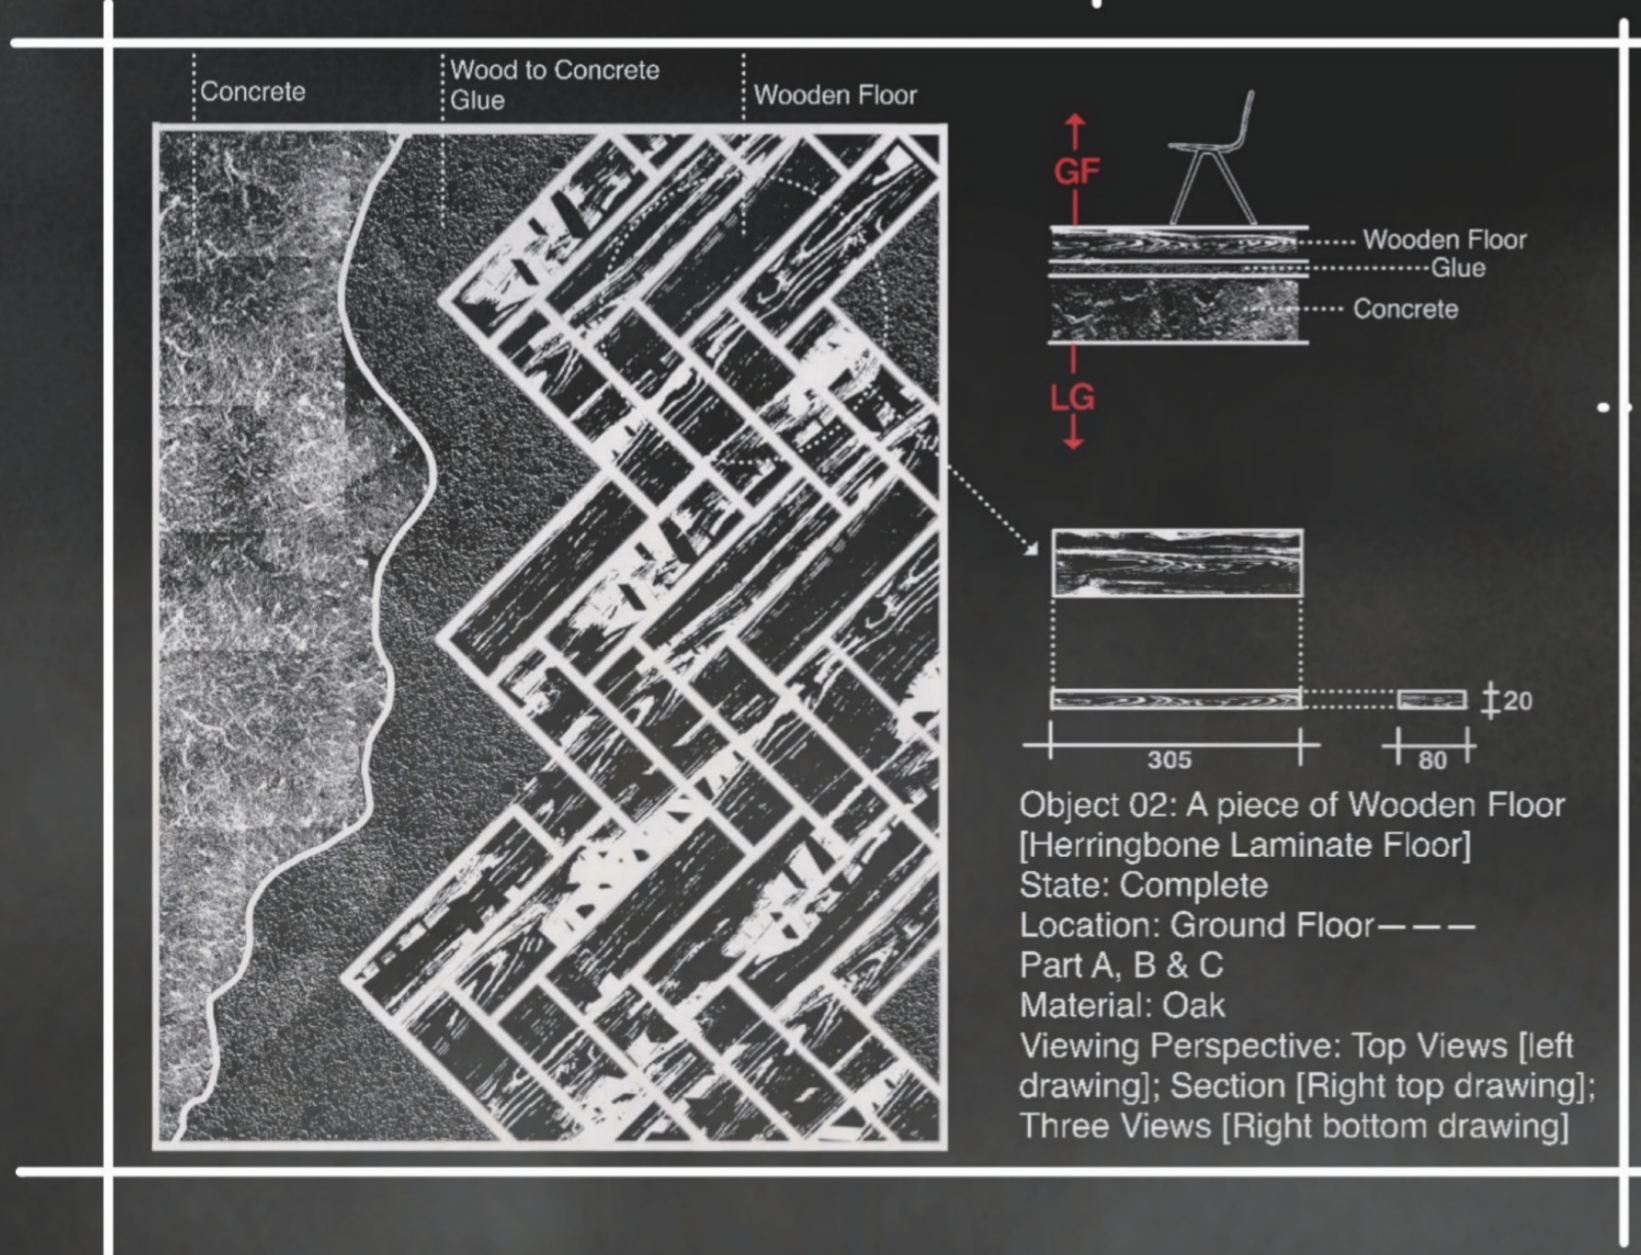 Concrete
Wood to Concrete
Glue
Wooden Floor
GF
Wooden Floor
Glue
Concrete
LG
20
305
80
Object 02: A piece of Wooden Floor
[Herringbone Laminate Floor]
State: Complete
Location: Ground Floor— — —
Part A, B & C
Material: Oak
Viewing Perspective: Top Views [left
drawing]; Section [Right top drawing];
Three Views [Right bottom drawing]